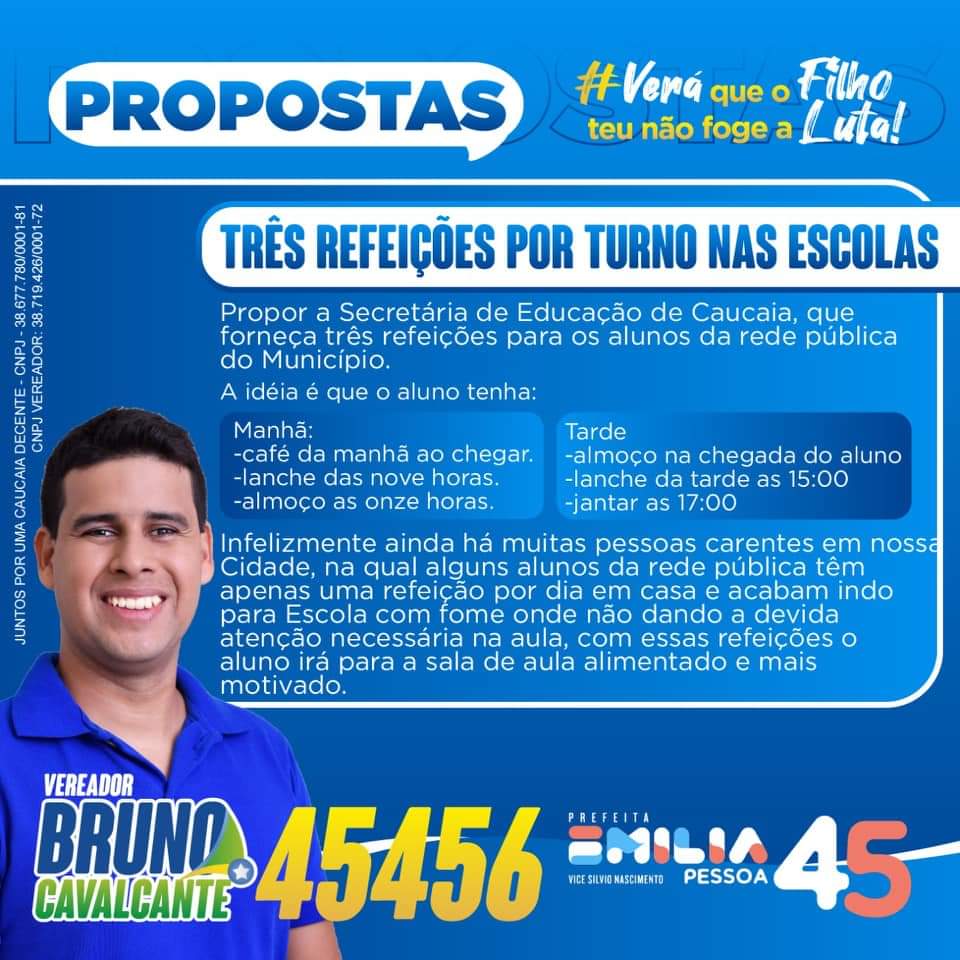 PROPOSTAS
#Verá que o Filho
teu não foge a Luta!
JUNTOS POR UMA CAUCAIA DECENTE - CNPJ - 38.677.780/0001-81
CNPJ VEREADOR: 38.719.426/0001-72
TRÊS REFEIÇÕES POR TURNO NAS ESCOLAS
Propor a Secretária de Educação de Caucaia, que
forneça três refeições para os alunos da rede pública
do Município.
A idéia é que o aluno tenha:
Manhã:
-café da manhã ao chegar.
-lanche das nove horas.
-almoço as onze horas.
Tarde
-almoço na chegada do aluno
-lanche da tarde as 15:00
-jantar as 17:00
Infelizmente ainda há muitas pessoas carentes em nossa
Cidade, na qual alguns alunos da rede pública têm
apenas uma refeição por dia em casa e acabam indo
para Escola com fome onde não dando a devida
atenção necessária na aula, com essas refeições o
aluno irá para a sala de aula alimentado e mais
motivado.
VEREADOR
BRUNO
CAVALCANTE
45456
PREFEITA
EMILIA
PESSOA
VICE SILVIO NASCIMENTO
45